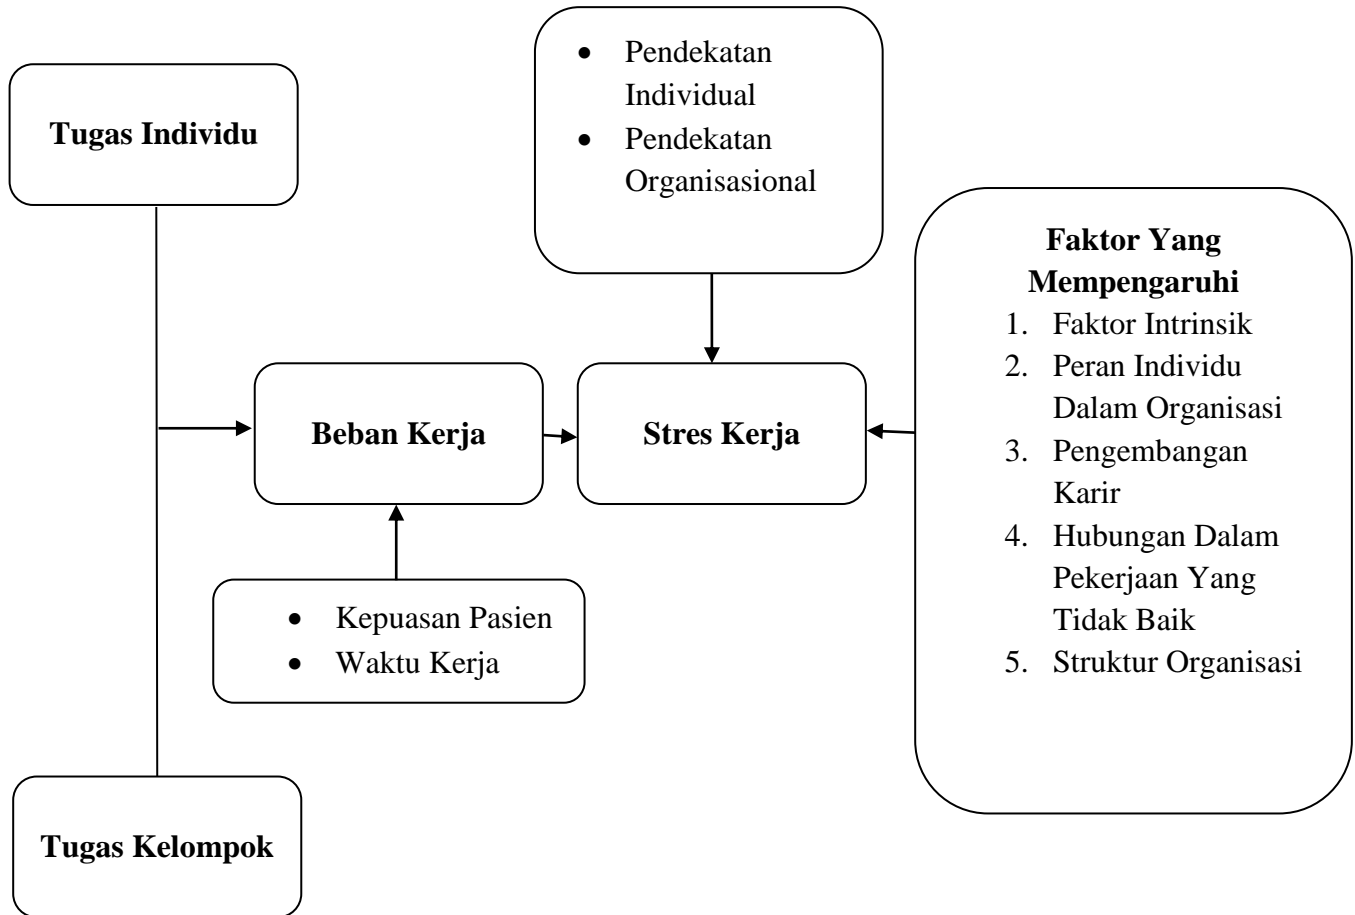 • Pendekatan
Individual
• Pendekatan
Organisasional
Tugas Individu
Faktor Yang
Mempengaruhi
1. Faktor Intrinsik
2. Peran Individu
Dalam Organisasi
3. Pengembangan
Karir
4. Hubungan Dalam
Pekerjaan Yang
Tidak Baik
5. Struktur Organisasi
Beban Kerja
Stres Kerja
• Kepuasan Pasien
• Waktu Kerja
Tugas Kelompok